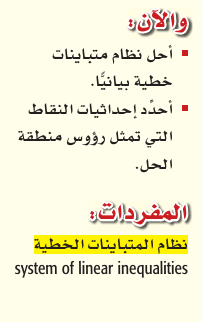 والآن:
▪ أحل نظام متباينات
خطية بيانيًّا.
▪ أحدِّد إحداثيات النقاط
التي تمثل رؤوس منطقة
الحل.
المفردات:
نظام المتباينات الخطية
system of linear inequalities